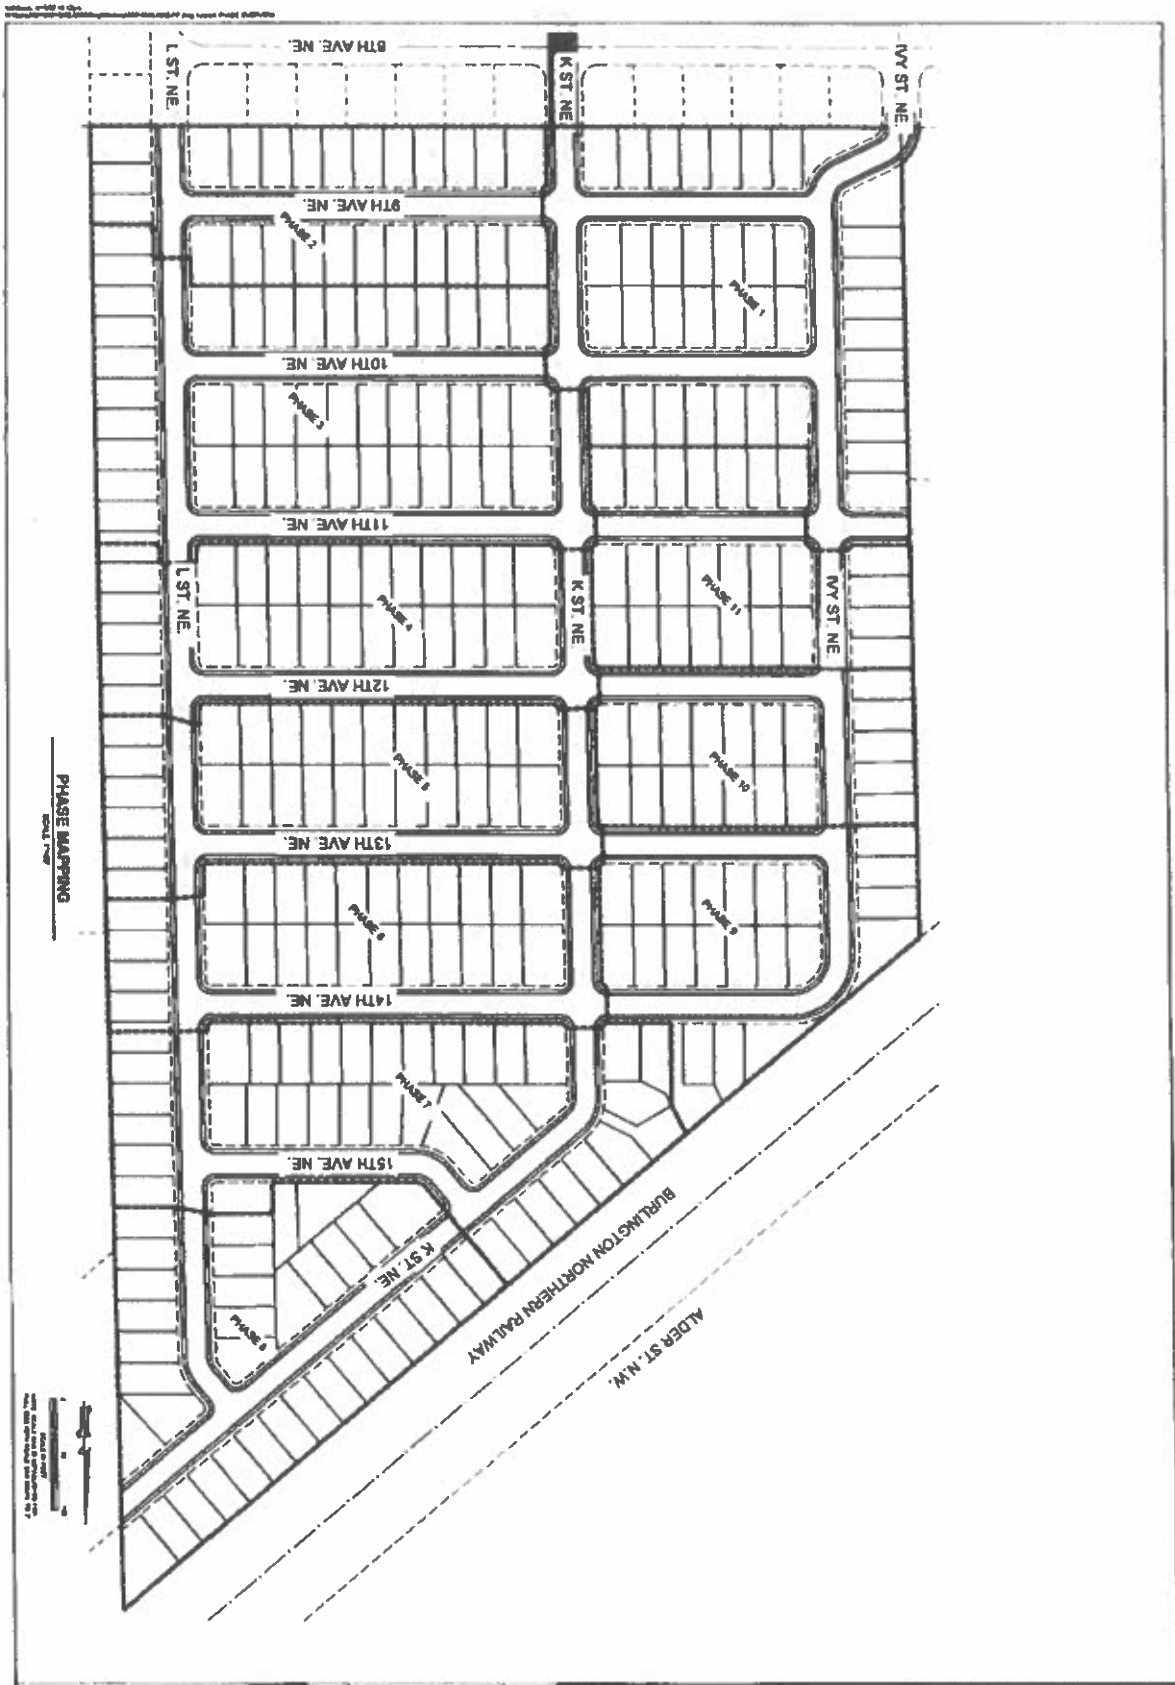 8TH AVE. NE.
L ST. NE.
K ST. NE.
IVY ST. NE.
9TH AVE. NE.
PHASE 2
PHASE 1
10TH AVE. NE.
PHASE 3
11TH AVE. NE.
L ST. NE.
PHASE 4
K ST. NE.
PHASE 11
IVY ST. NE.
12TH AVE. NE.
PHASE 5
PHASE 10
PHASE MAPPING
13TH AVE. NE.
PHASE 6
PHASE 9
14TH AVE. NE.
PHASE 7
15TH AVE. NE.
K ST. NE.
PHASE 8
BURLINGTON NORTHERN RAILWAY
ALDER ST. N.W.